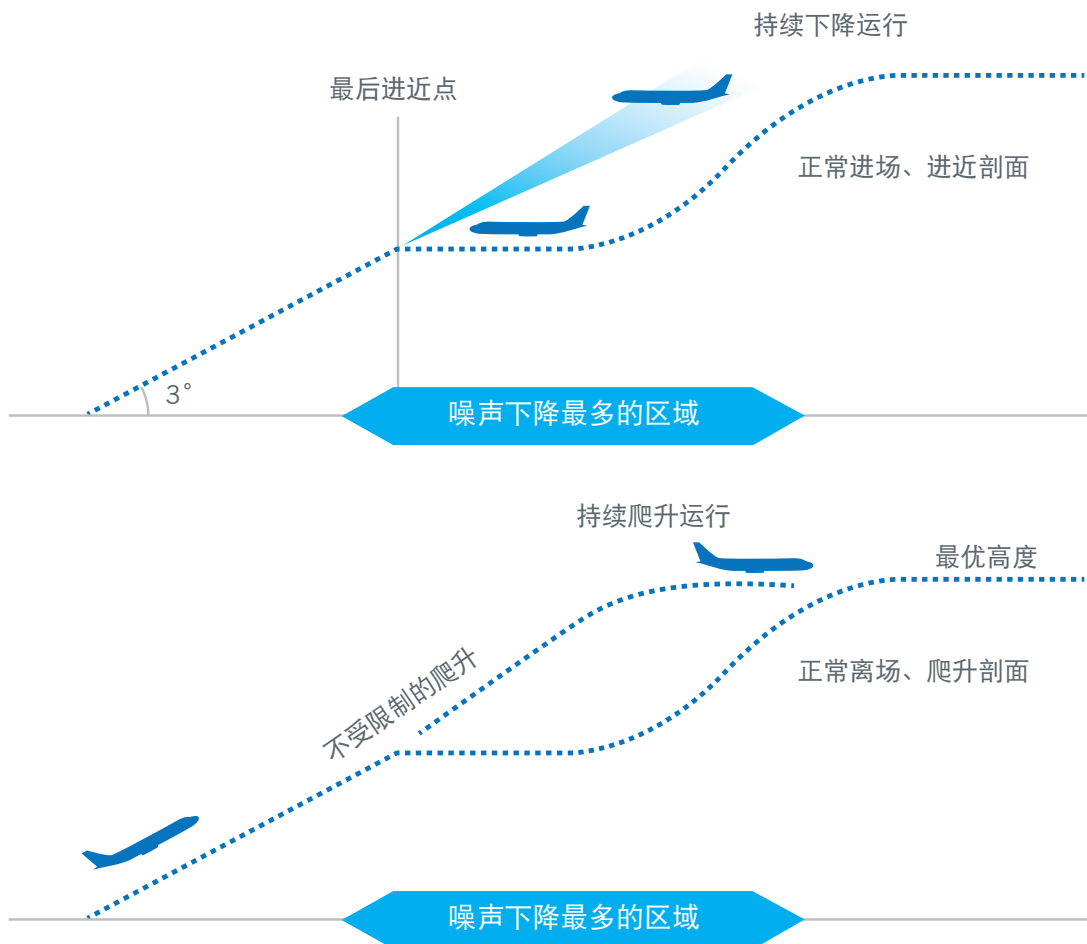 持续下降运行
最后进近点
正常进场、进近剖面
3°
噪声下降最多的区域
持续爬升运行
最优高度
不受限制的爬升
正常离场、爬升剖面
噪声下降最多的区域